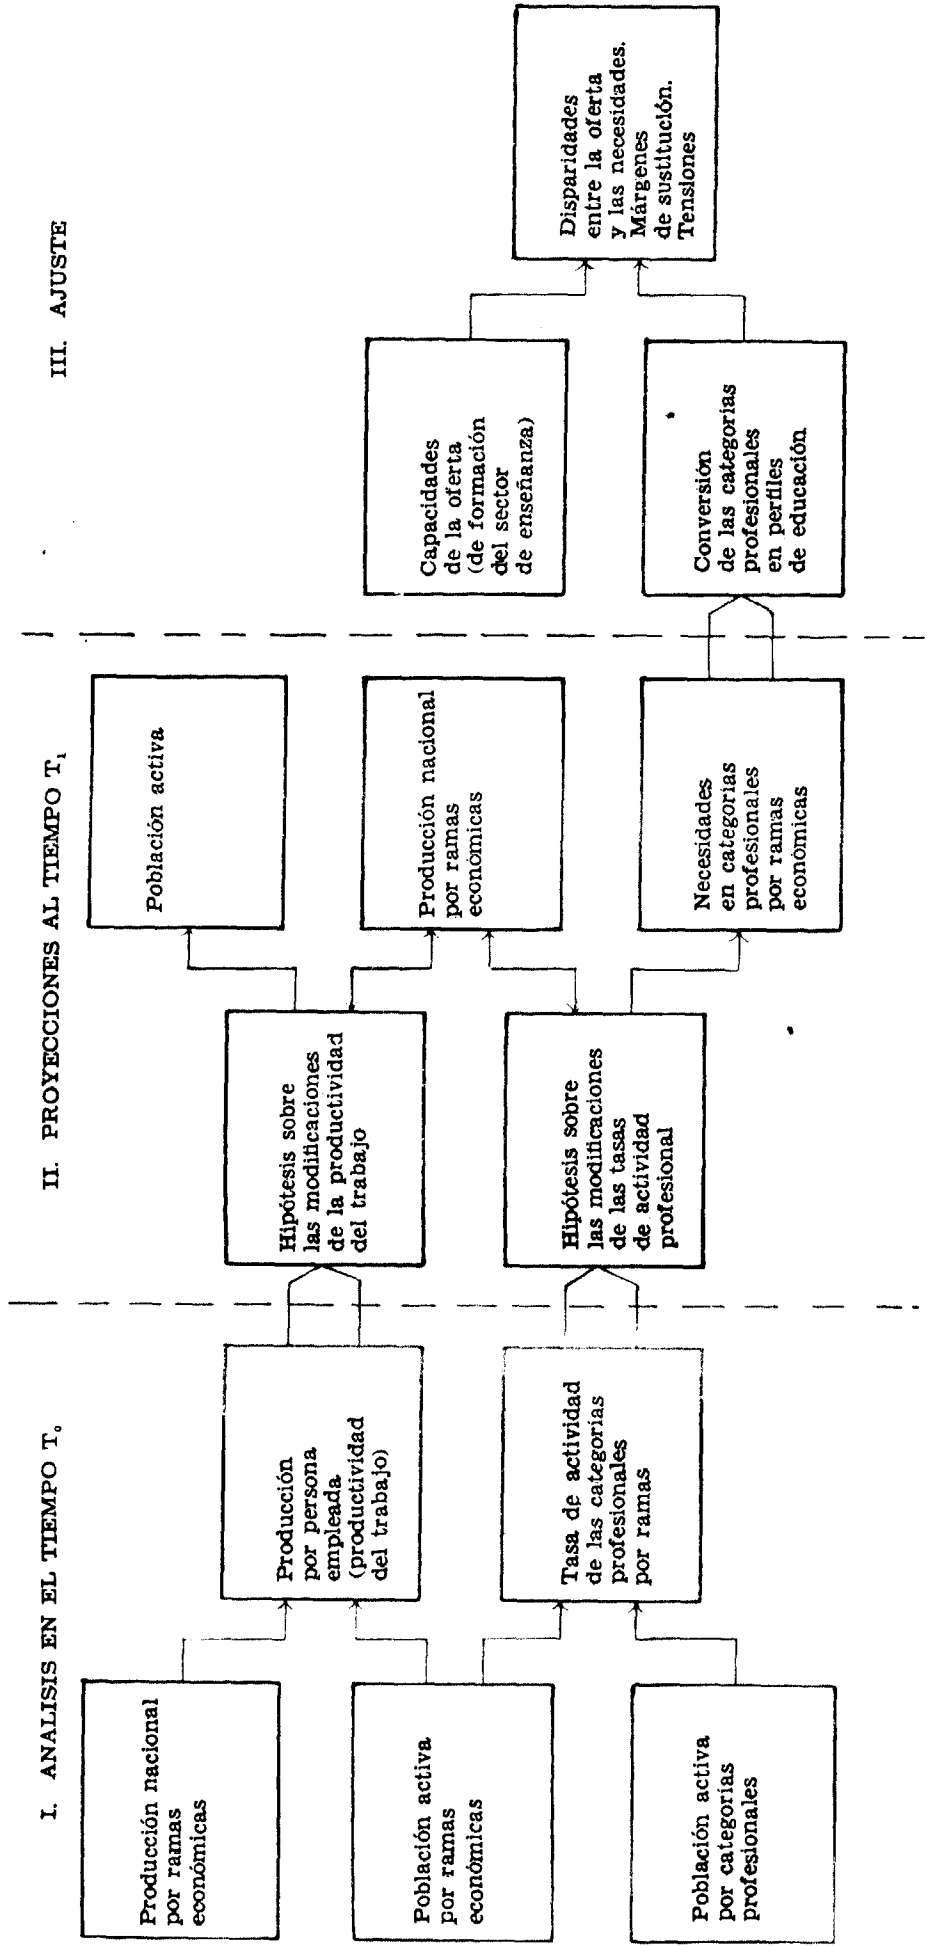 I. ANALISIS EN EL TIEMPO T₀
Producción nacional
por ramas
económicas
Población activa
por ramas
económicas
Población activa
por categorías
profesionales
Producción
por persona
empleada
(productividad
del trabajo)
Tasa de actividad
de las categorías
profesionales
por ramas
II. PROYECCIONES AL TIEMPO T₁
Hipótesis sobre
las modificaciones
de la productividad
del trabajo
Hipótesis sobre
las modificaciones
de las tasas
de actividad
profesional
Población activa
Producción nacional
por ramas
económicas
Necesidades
en categorías
profesionales
por ramas
económicas
III. AJUSTE
Capacidades
de la oferta
(de formación
del sector
de enseñanza)
Conversión
de las categorías
profesionales
en perfiles
de educación
Disparidades
entre la oferta
y las necesidades.
Márgenes
de sustitución.
Tensiones